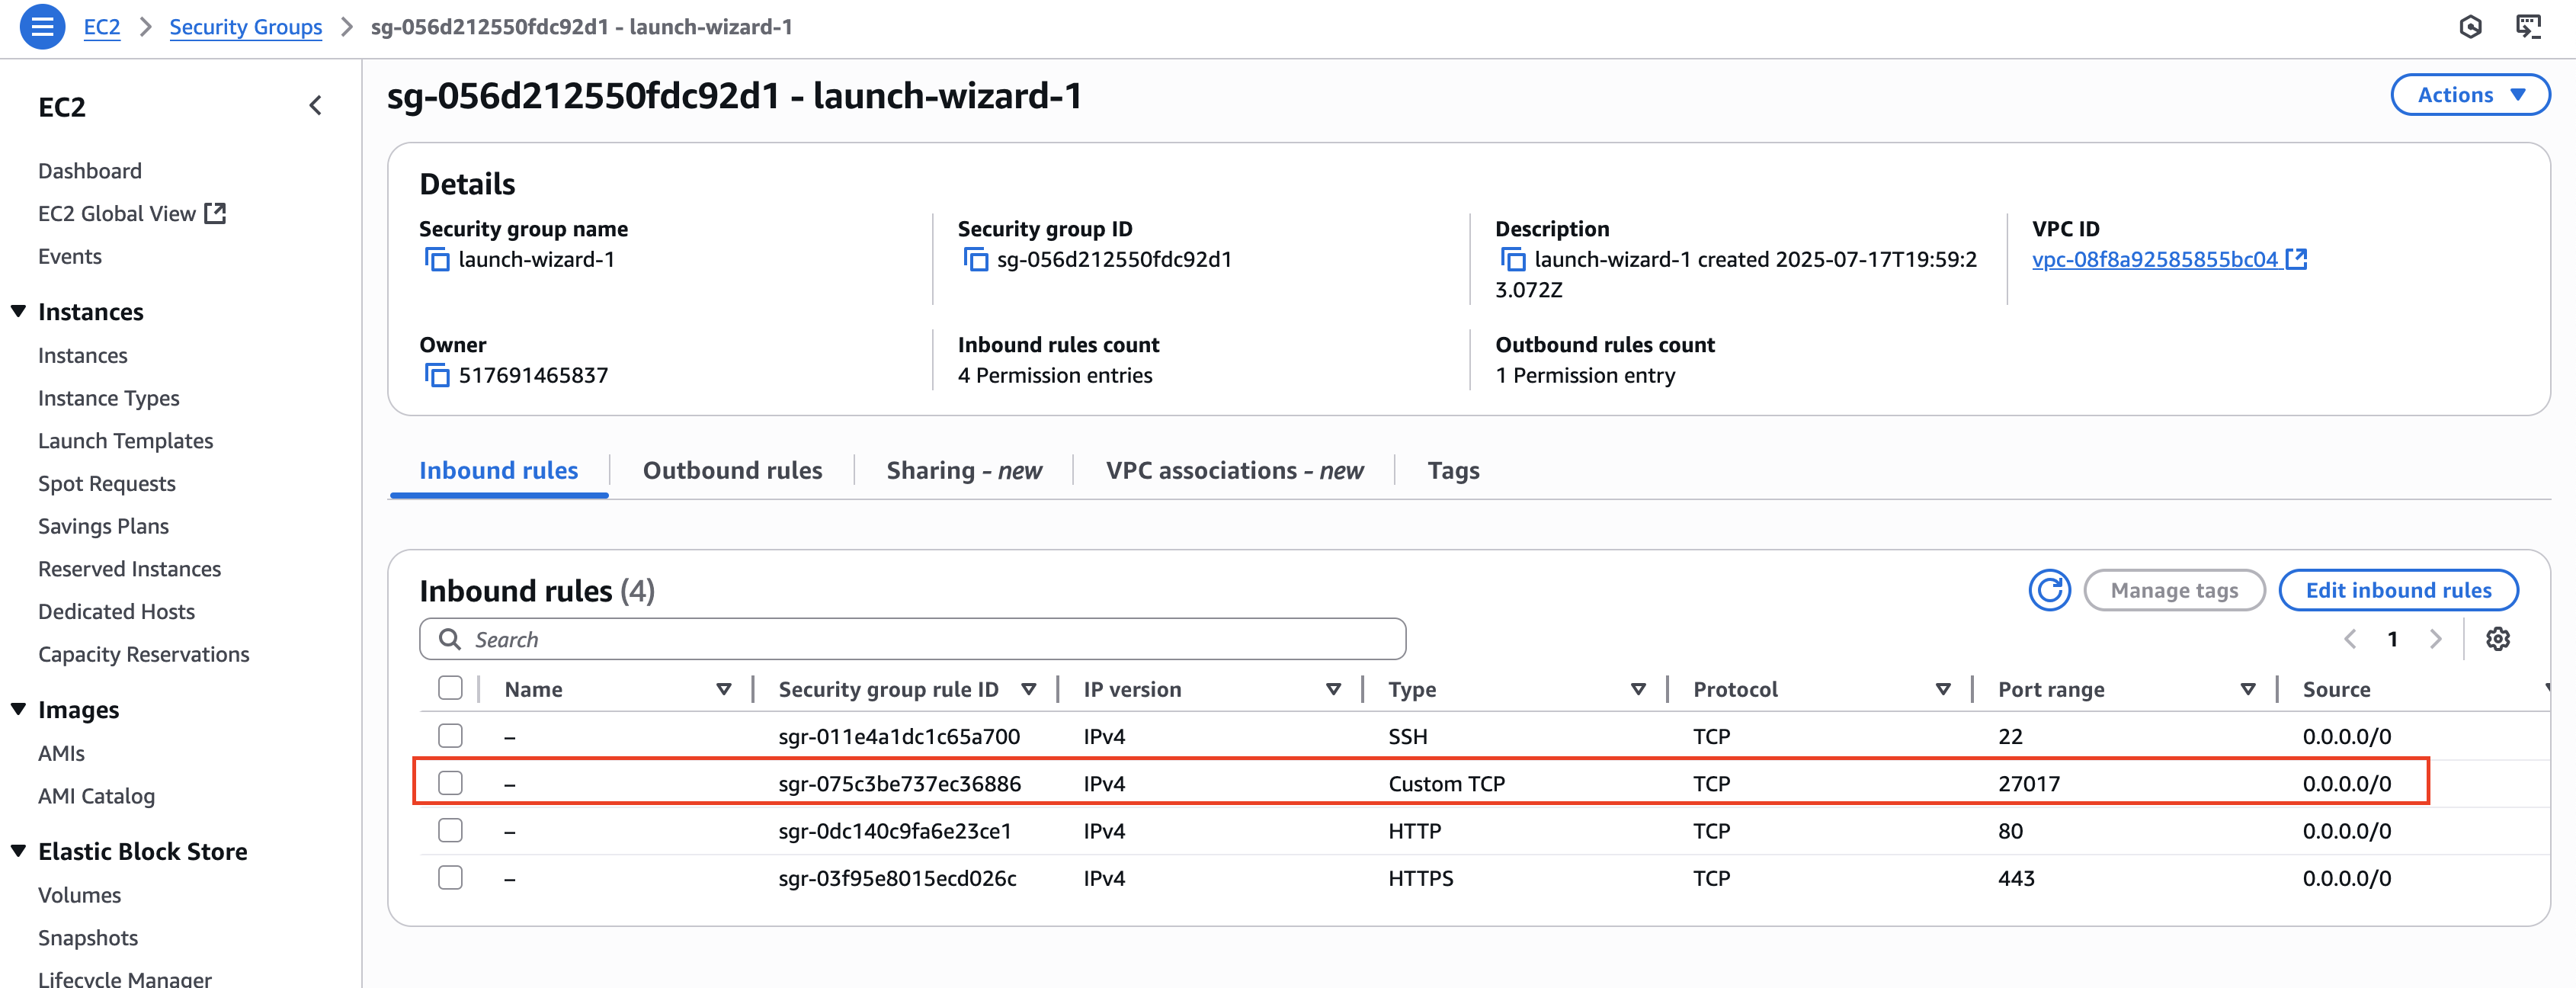 EC2 > Security Groups > sg-056d212550fdc92d1 - launch-wizard-1
EC2
Dashboard
EC2 Global View
Events
Instances
Instances
Instance Types
Launch Templates
Spot Requests
Savings Plans
Reserved Instances
Dedicated Hosts
Capacity Reservations
Images
AMIs
AMI Catalog
Elastic Block Store
Volumes
Snapshots
Lifecycle Manager
sg-056d212550fdc92d1 - launch-wizard-1
Actions
Details
Security group name
launch-wizard-1
Security group ID
sg-056d212550fdc92d1
Description
launch-wizard-1 created 2025-07-17T19:59:2
3.072Z
VPC ID
vpc-08f8a92585855bc04
Owner
517691465837
Inbound rules count
4 Permission entries
Outbound rules count
1 Permission entry
Inbound rules Outbound rules Sharing - new VPC associations - new Tags
Inbound rules (4)
Manage tags Edit inbound rules
Search
1
Name Security group rule ID IP version Type Protocol Port range Source
– sgr-011e4a1dc1c65a700 IPv4 SSH TCP 22 0.0.0.0/0
– sgr-075c3be737ec36886 IPv4 Custom TCP TCP 27017 0.0.0.0/0
– sgr-0dc140c9fa6e23ce1 IPv4 HTTP TCP 80 0.0.0.0/0
– sgr-03f95e8015ecd026c IPv4 HTTPS TCP 443 0.0.0.0/0